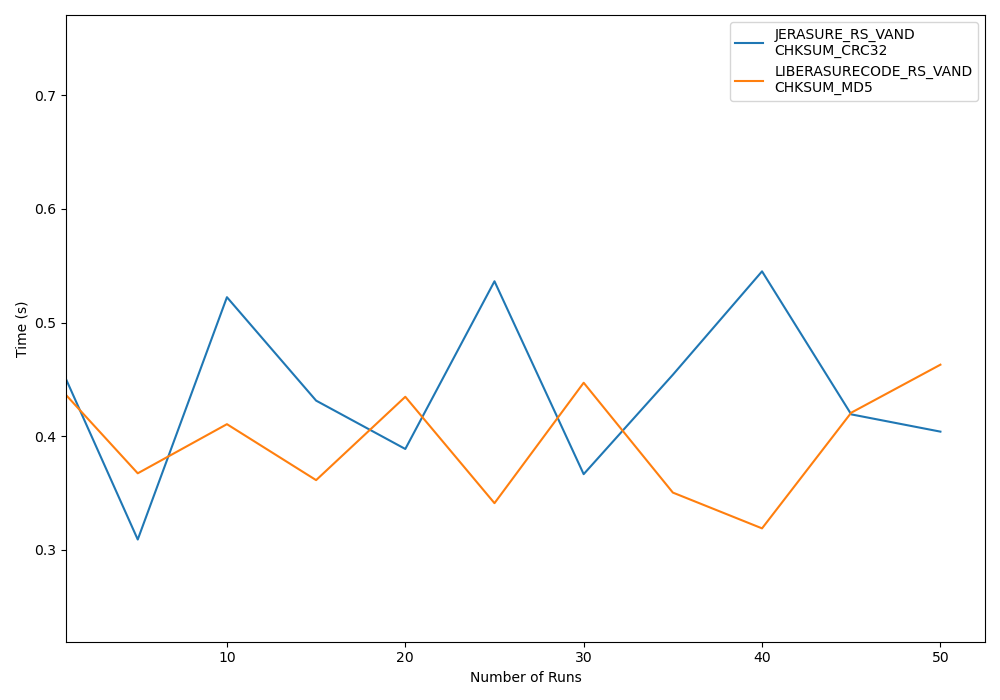 JERASURE_RS_VAND
CHKSUM_CRC32
LIBERASURECODE_RS_VAND
CHKSUM_MD5
0.7
0.6
0.5
0.4
0.3
Time (s)
10 20 30 40 50
Number of Runs